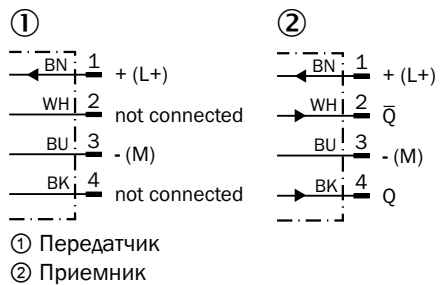 ① ②
BN 1 + (L+)
WH 2 not connected
BU 3 - (M)
BK 4 not connected
BN 1 + (L+)
WH 2 Q̅
BU 3 - (M)
BK 4 Q
① Передатчик
② Приемник